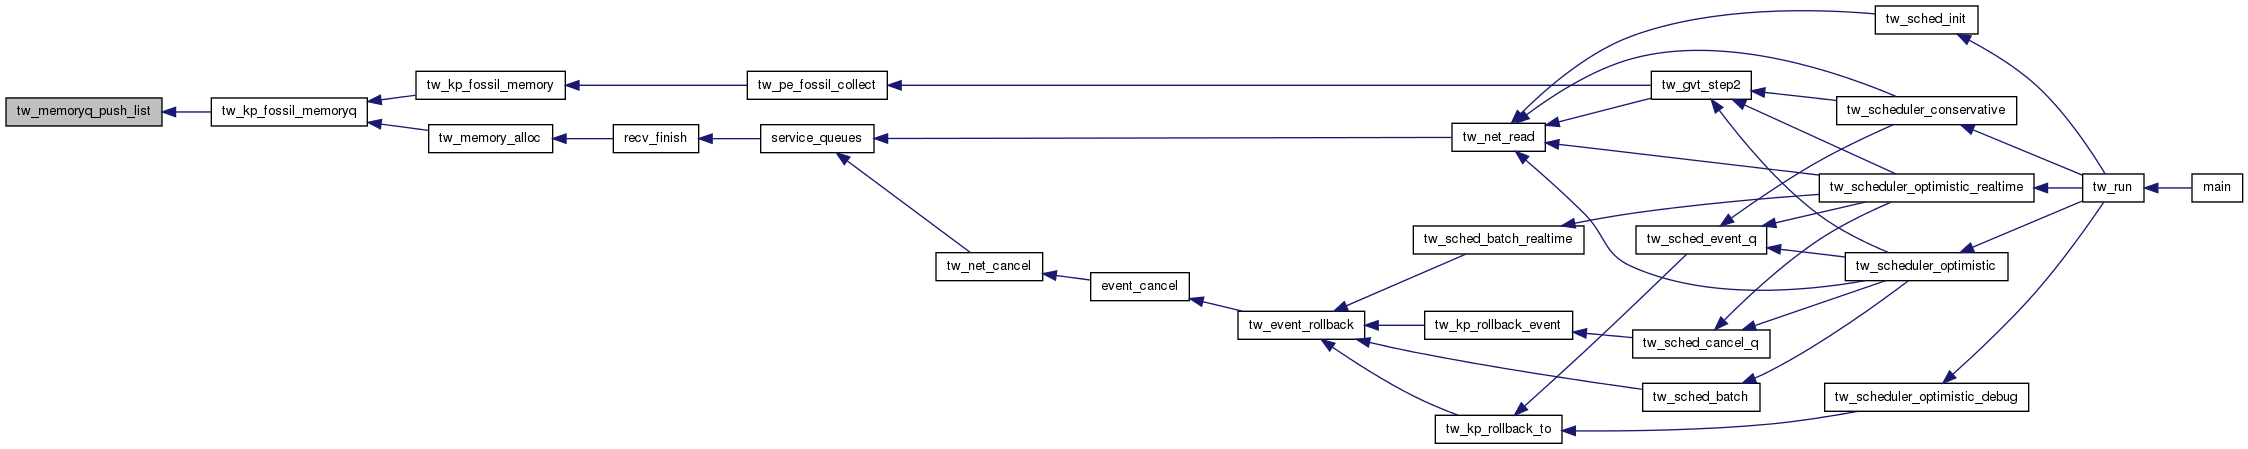 tw_memoryq_push_list
tw_kp_fossil_memoryq
tw_kp_fossil_memory
tw_memory_alloc
recv_finish
tw_pe_fossil_collect
service_queues
tw_net_cancel
event_cancel
tw_event_rollback
tw_net_read
tw_sched_batch_realtime
tw_kp_rollback_event
tw_kp_rollback_to
tw_gvt_step2
tw_sched_event_q
tw_sched_cancel_q
tw_sched_batch
tw_sched_init
tw_scheduler_conservative
tw_scheduler_optimistic_realtime
tw_scheduler_optimistic
tw_scheduler_optimistic_debug
tw_run
main